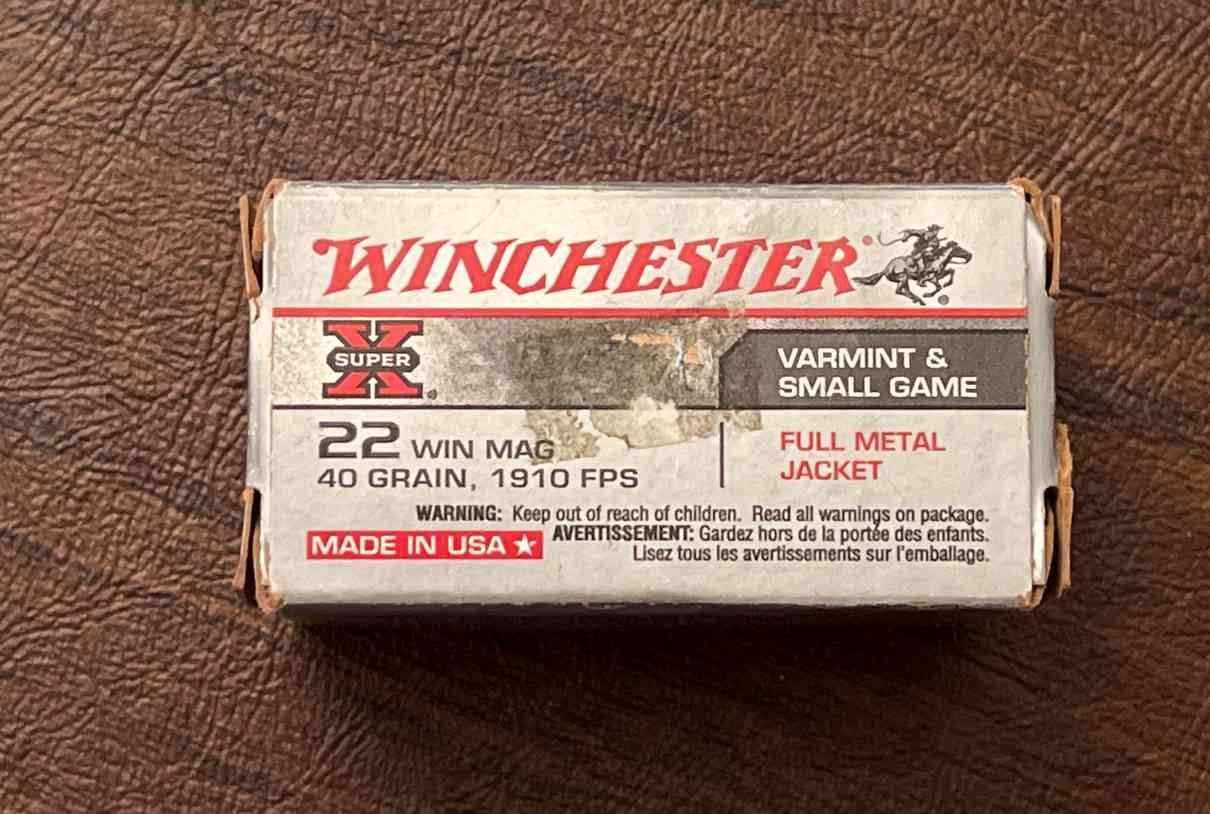 WINCHESTER®
SUPER X®
VARMINT &
SMALL GAME
22 WIN MAG
40 GRAIN, 1910 FPS
FULL METAL
JACKET
WARNING: Keep out of reach of children. Read all warnings on package.
MADE IN USA ★
AVERTISSEMENT: Gardez hors de la portée des enfants.
Lisez tous les avertissements sur l'emballage.